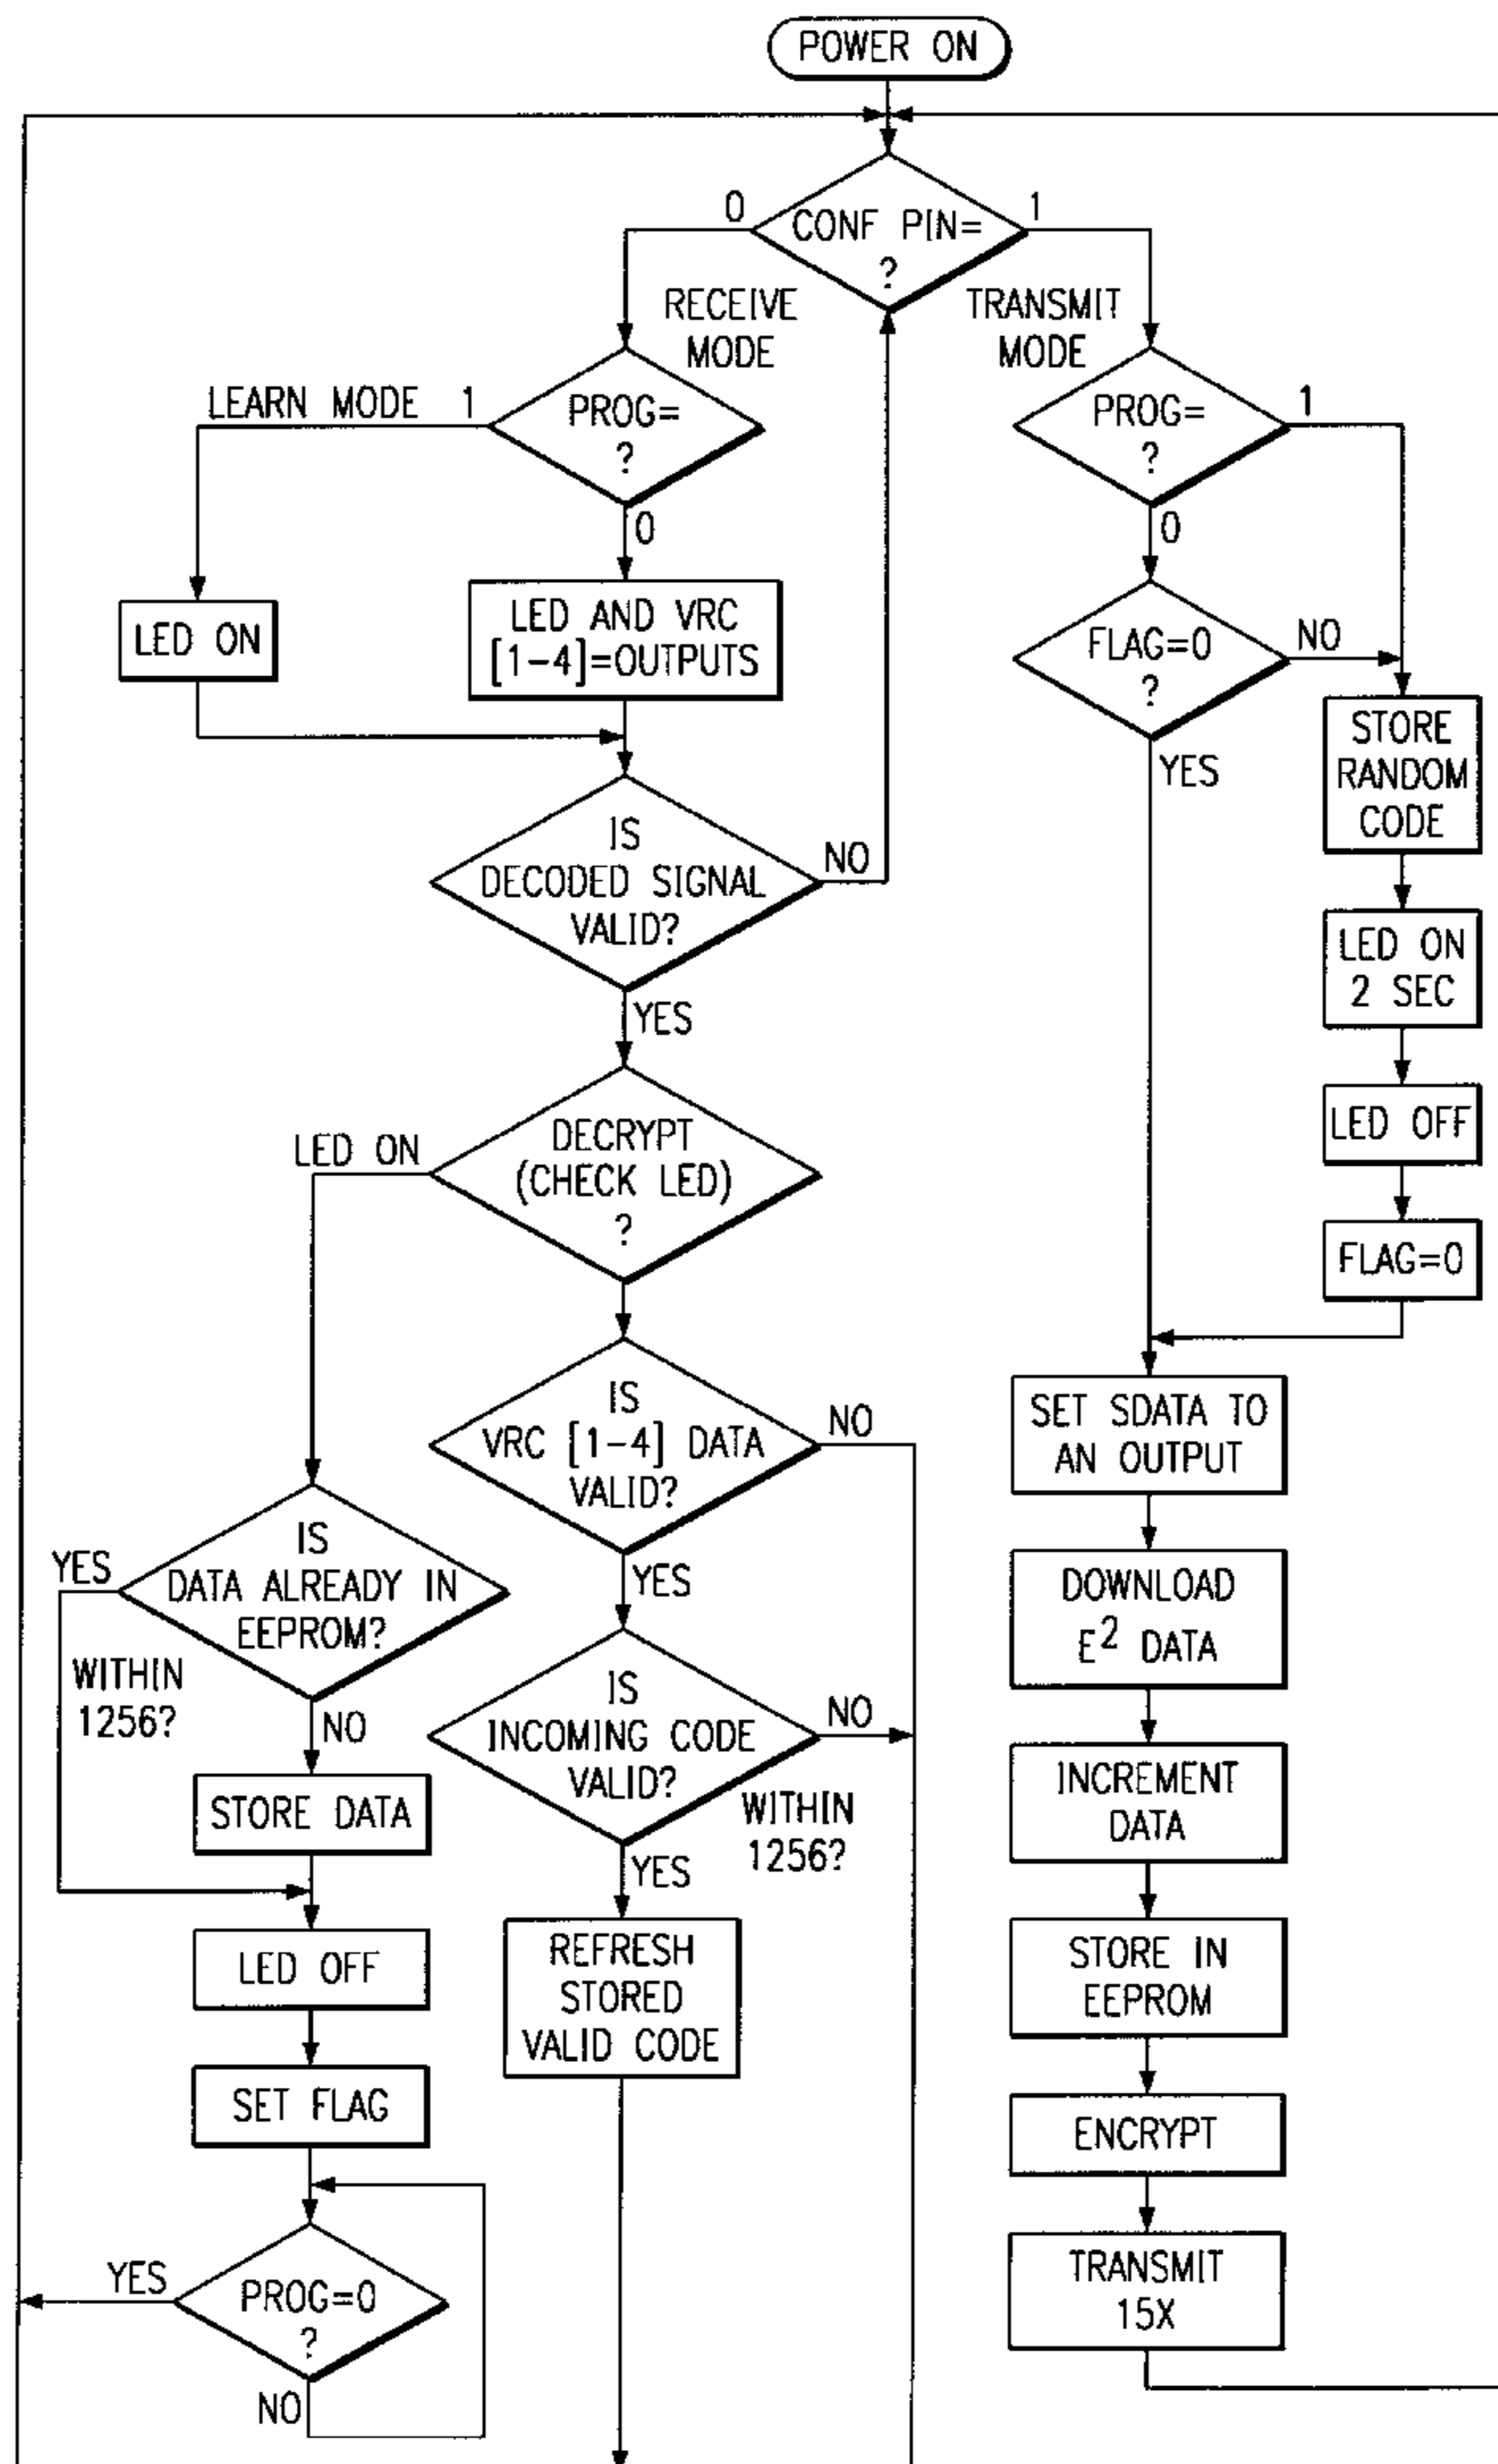 POWER ON
CONF PIN=
?
0
1
RECEIVE
MODE
TRANSMIT
MODE
LEARN MODE
1
PROG=
?
0
PROG=
?
1
0
LED ON
LED AND VRC
[1-4]=OUTPUTS
FLAG=0
?
NO
YES
STORE
RANDOM
CODE
IS
DECODED SIGNAL
VALID?
NO
YES
LED ON
2 SEC
LED OFF
FLAG=0
LED ON
DECRYPT
(CHECK LED)
?
IS
VRC [1-4] DATA
VALID?
NO
YES
SET SDATA TO
AN OUTPUT
YES
IS
DATA ALREADY IN
EEPROM?
WITHIN
1256?
NO
DOWNLOAD
E² DATA
IS
INCOMING CODE
VALID?
NO
WITHIN
1256?
YES
STORE DATA
INCREMENT
DATA
LED OFF
REFRESH
STORED
VALID CODE
STORE IN
EEPROM
SET FLAG
ENCRYPT
YES
PROG=0
?
NO
TRANSMIT
15X